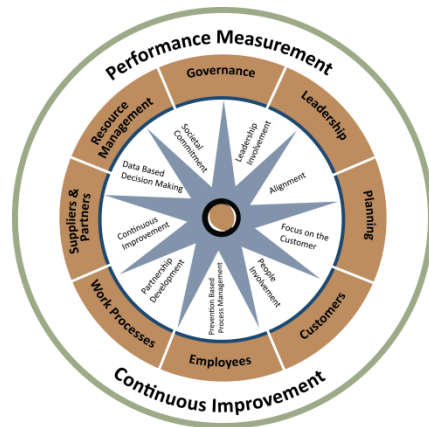 Performance Measurement
Governance
Leadership
Planning
Customers
Employees
Work Processes
Suppliers &
Partners
Resource
Management
Societal
Commitment
Leadership
Involvement
Alignment
Focus on the
Customer
People
Involvement
Prevention Based
Process Management
Partnership
Development
Continuous
Improvement
Data Based
Decision Making
Continuous Improvement